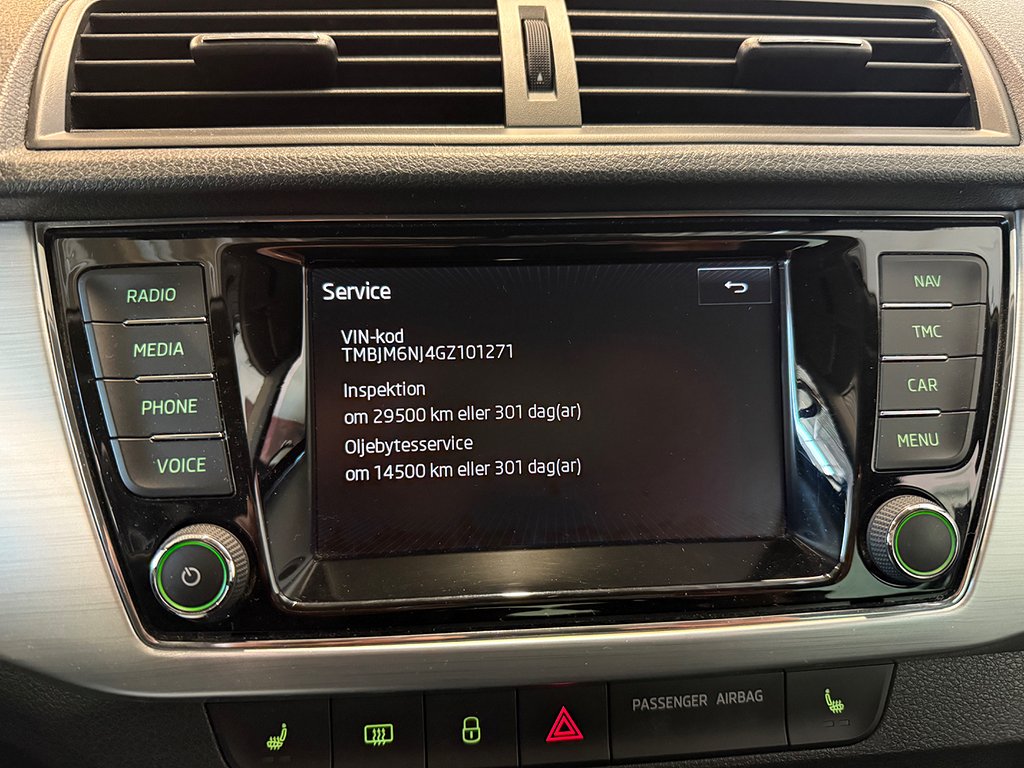 Service
VIN-kod
TMBJM6NJ4GZ101271
Inspektion
om 29500 km eller 301 dag(ar)
Oljebytesservice
om 14500 km eller 301 dag(ar)
RADIO
MEDIA
PHONE
VOICE
NAV
TMC
CAR
MENU
PASSENGER AIRBAG